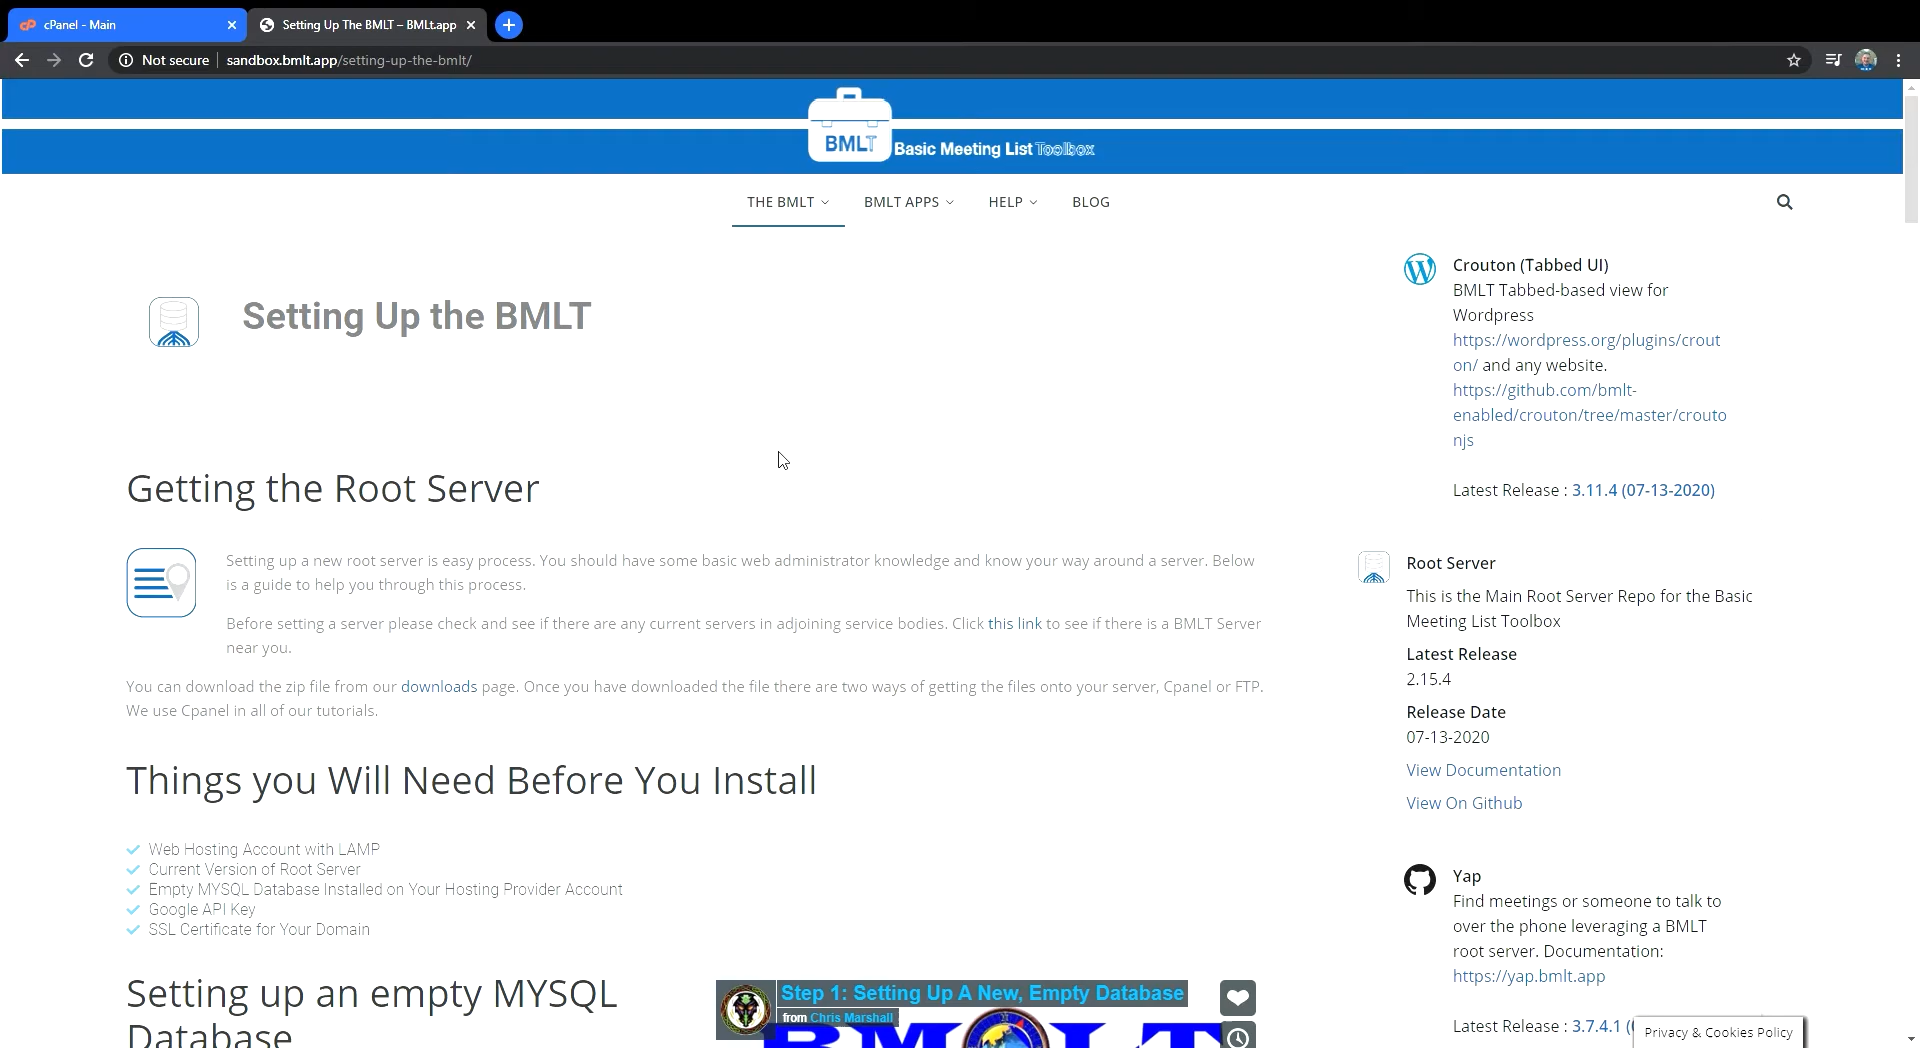 cPanel - Main
Setting Up The BMLT – BMLt.app
Not secure
sandbox.bmlt.app/setting-up-the-bmlt/
BMLT
Basic Meeting List Toolbox
THE BMLT
BMLT APPS
HELP
BLOG
Setting Up the BMLT
Getting the Root Server
Setting up a new root server is easy process. You should have some basic web administrator knowledge and know your way around a server. Below
is a guide to help you through this process.
Before setting a server please check and see if there are any current servers in adjoining service bodies. Click this link to see if there is a BMLT Server
near you.
You can download the zip file from our downloads page. Once you have downloaded the file there are two ways of getting the files onto your server, Cpanel or FTP.
We use Cpanel in all of our tutorials.
Things you Will Need Before You Install
Web Hosting Account with LAMP
Current Version of Root Server
Empty MYSQL Database Installed on Your Hosting Provider Account
Google API Key
SSL Certificate for Your Domain
Setting up an empty MYSQL
Database
Step 1: Setting Up A New, Empty Database
from Chris Marshall
BMLT
Crouton (Tabbed UI)
BMLT Tabbed-based view for
Wordpress
https://wordpress.org/plugins/crout
on/ and any website.
https://github.com/bmlt-
enabled/crouton/tree/master/crouto
njs
Latest Release : 3.11.4 (07-13-2020)
Root Server
This is the Main Root Server Repo for the Basic
Meeting List Toolbox
Latest Release
2.15.4
Release Date
07-13-2020
View Documentation
View On Github
Yap
Find meetings or someone to talk to
over the phone leveraging a BMLT
root server. Documentation:
https://yap.bmlt.app
Latest Release : 3.7.4.1 (
Privacy & Cookies Policy